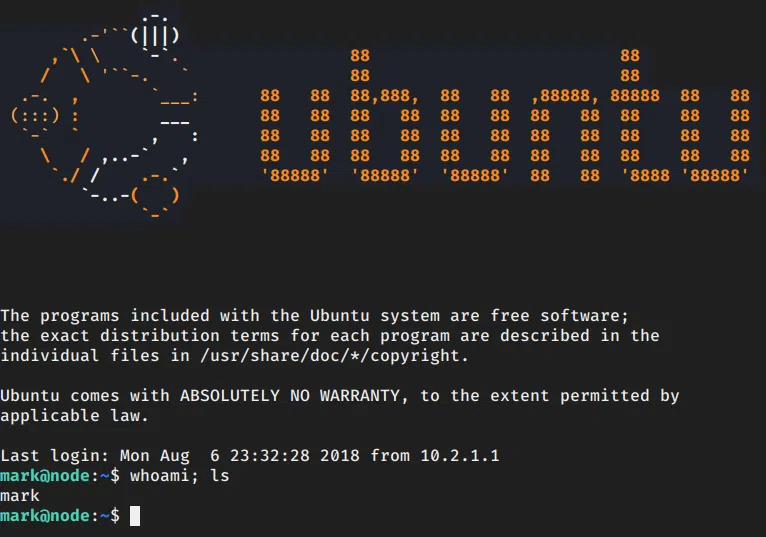 ubuntu
The programs included with the Ubuntu system are free software;
the exact distribution terms for each program are described in the
individual files in /usr/share/doc/*/copyright.
Ubuntu comes with ABSOLUTELY NO WARRANTY, to the extent permitted by
applicable law.
Last login: Mon Aug  6 23:32:28 2018 from 10.2.1.1
mark@node:~$ whoami; ls
mark
mark@node:~$